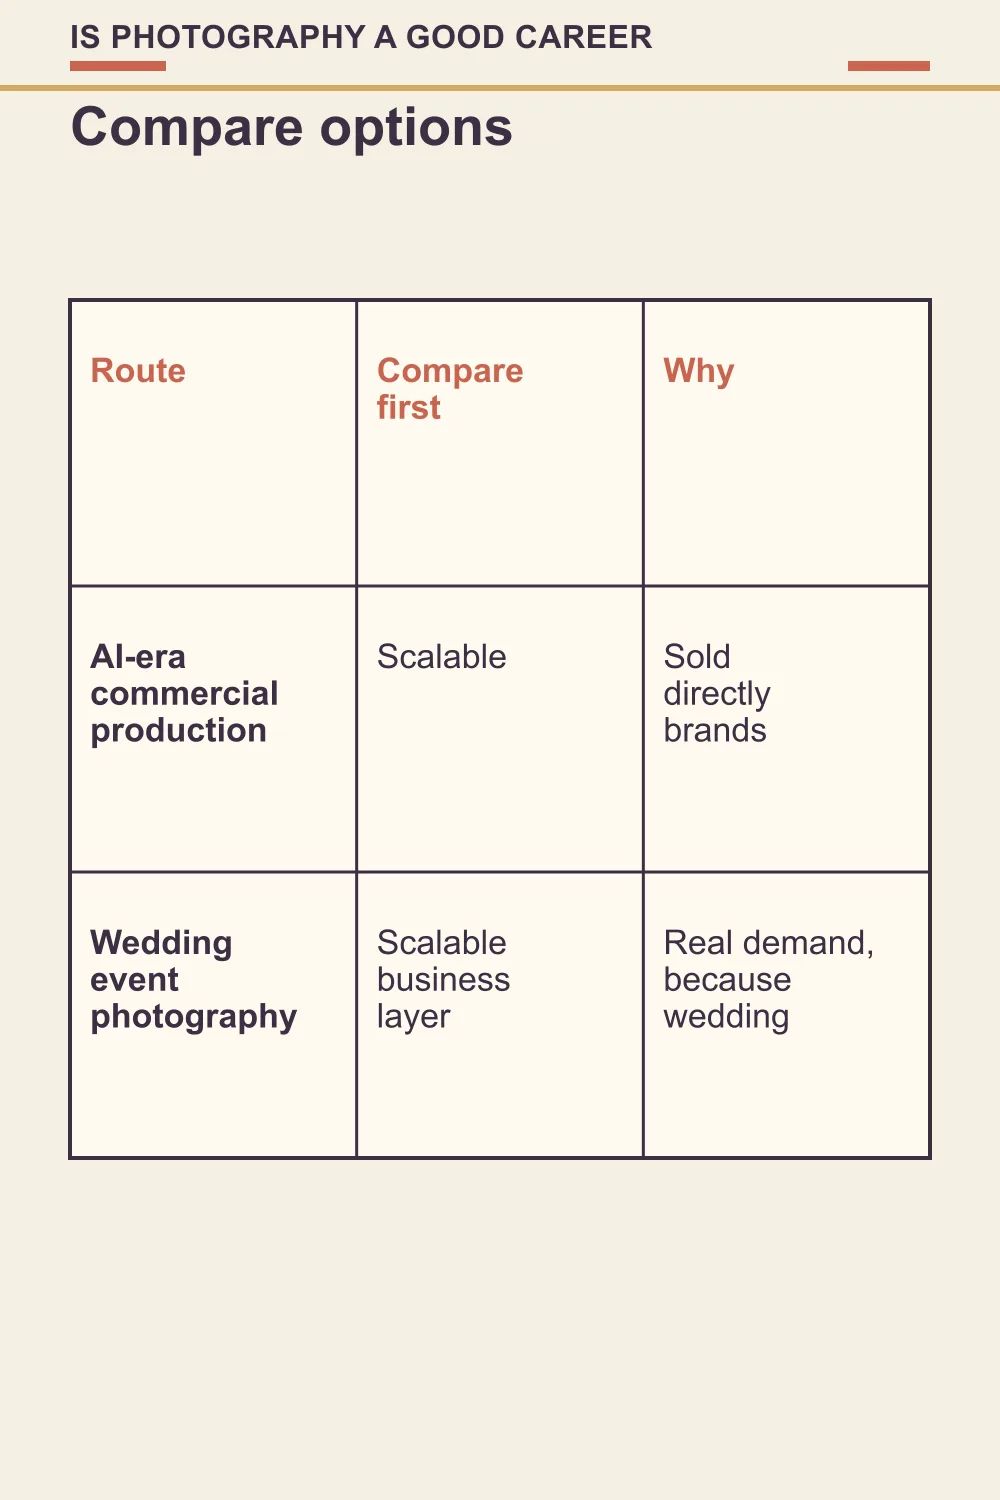 IS PHOTOGRAPHY A GOOD CAREER
Compare options
Route
Compare
first
Why
AI-era
commercial
production
Scalable
Sold
directly
brands
Wedding
event
photography
Scalable
business
layer
Real demand,
because
wedding